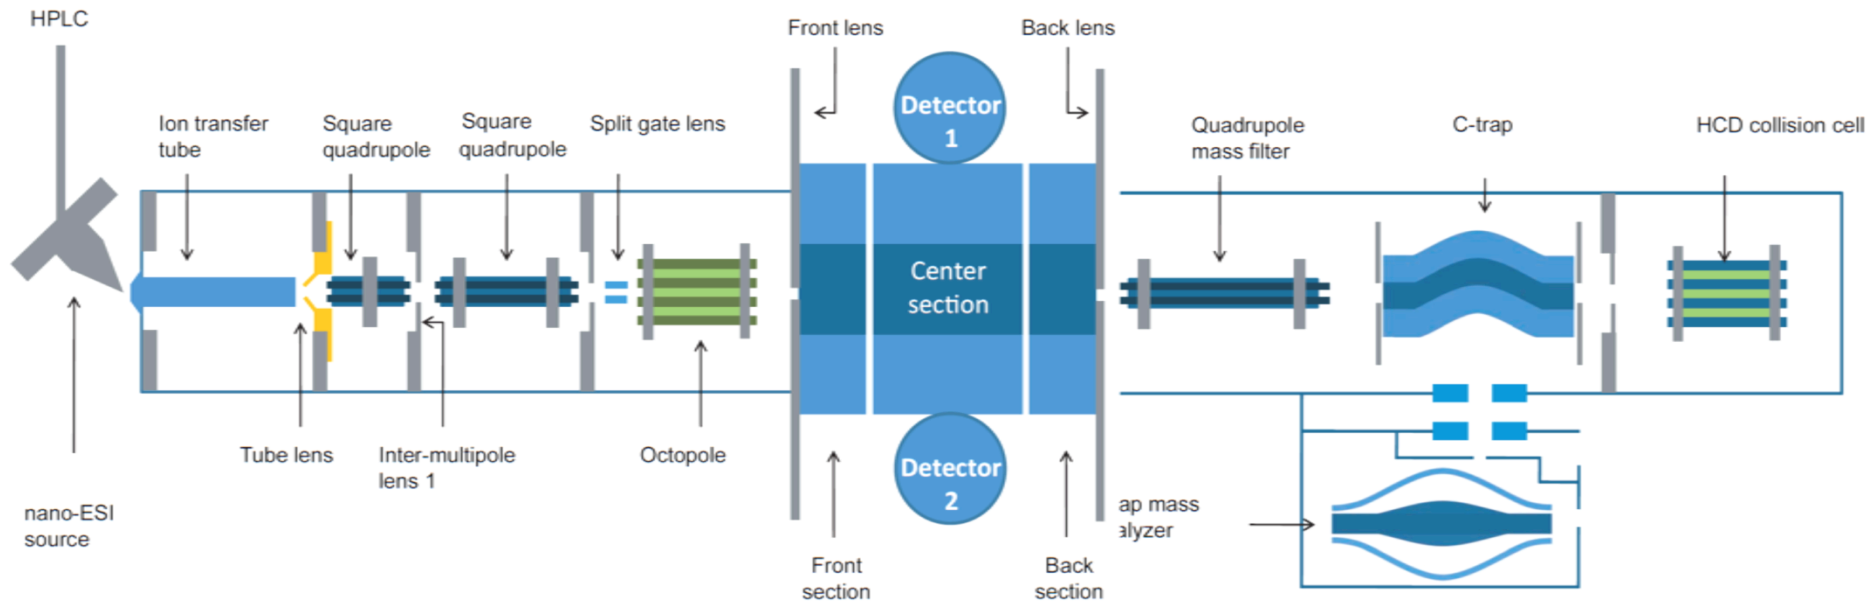 HPLC
Front lens
Back lens
Detector
1
Ion transfer
tube
Square
quadrupole
Square
quadrupole
Split gate lens
Quadrupole
mass filter
C-trap
HCD collision cell
Center
section
Tube lens
Inter-multipole
lens 1
Octopole
Detector
2
nano-ESI
source
ap mass
alyzer
Front
section
Back
section